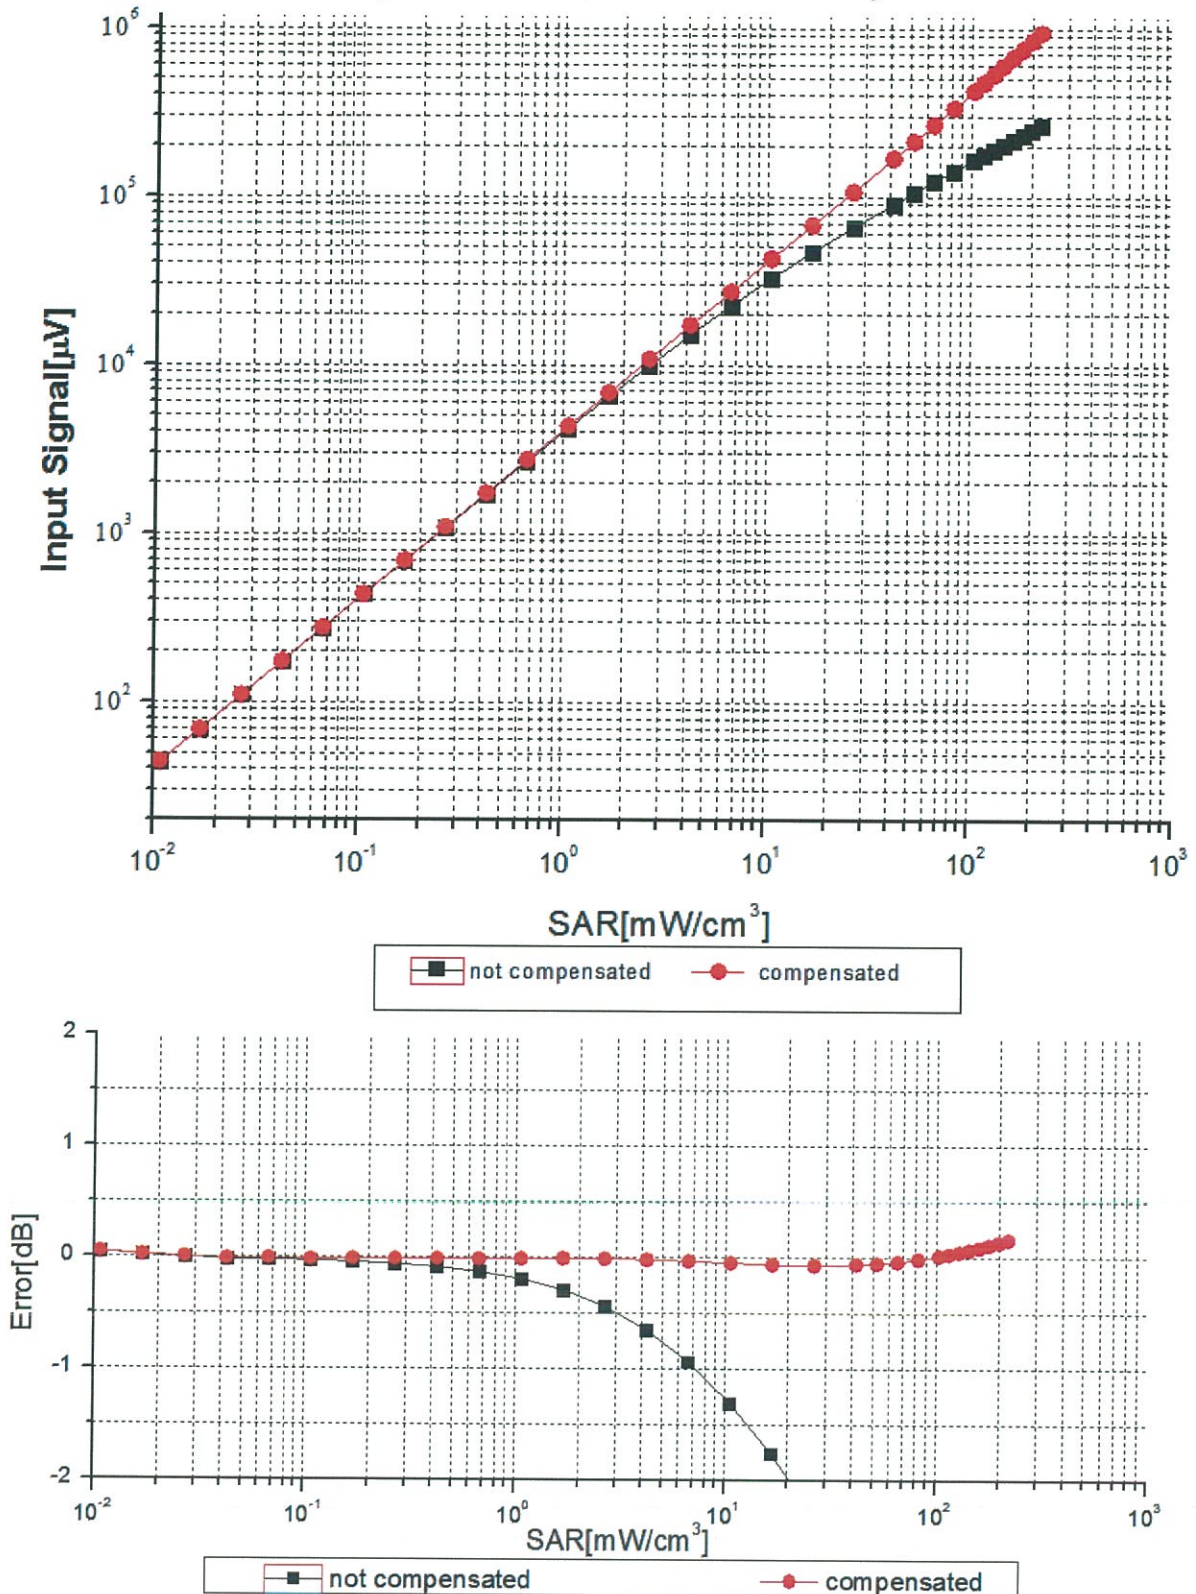 10^6
10^5
10^4
10^3
10^2
Input Signal[µV]
10^-2 10^-1 10^0 10^1 10^2 10^3
SAR[mW/cm^3]
not compensated compensated
2
1
0
-1
-2
Error[dB]
10^-2 10^-1 10^0 10^1 10^2 10^3
SAR[mW/cm^3]
not compensated compensated